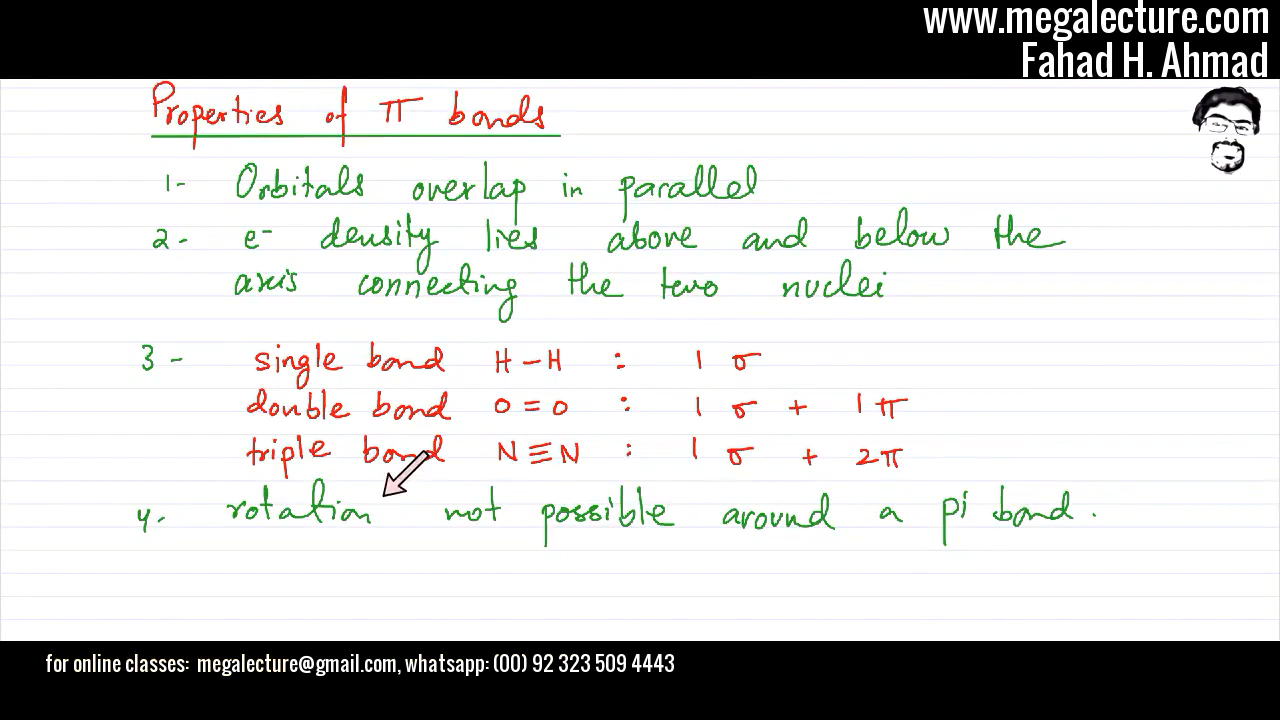 www.megalecture.com
Fahad H. Ahmad
Properties of π bonds
1- Orbitals overlap in parallel
2- e⁻ density lies above and below the
axis connecting the two nuclei
3- single bond H-H : 1 σ
double bond O=O : 1 σ + 1π
triple bond N≡N : 1 σ + 2π
4. rotation not possible around a pi bond.
for online classes: megalecture@gmail.com, whatsapp: (00) 92 323 509 4443